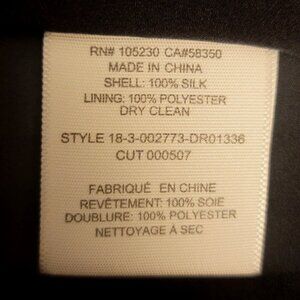 RN# 105230 CA#58350
MADE IN CHINA
SHELL: 100% SILK
LINING: 100% POLYESTER
DRY CLEAN
STYLE 18-3-002773-DR01336
CUT 000507
FABRIQUÉ EN CHINE
REVÊTEMENT: 100% SOIE
DOUBLURE: 100% POLYESTER
NETTOYAGE À SEC